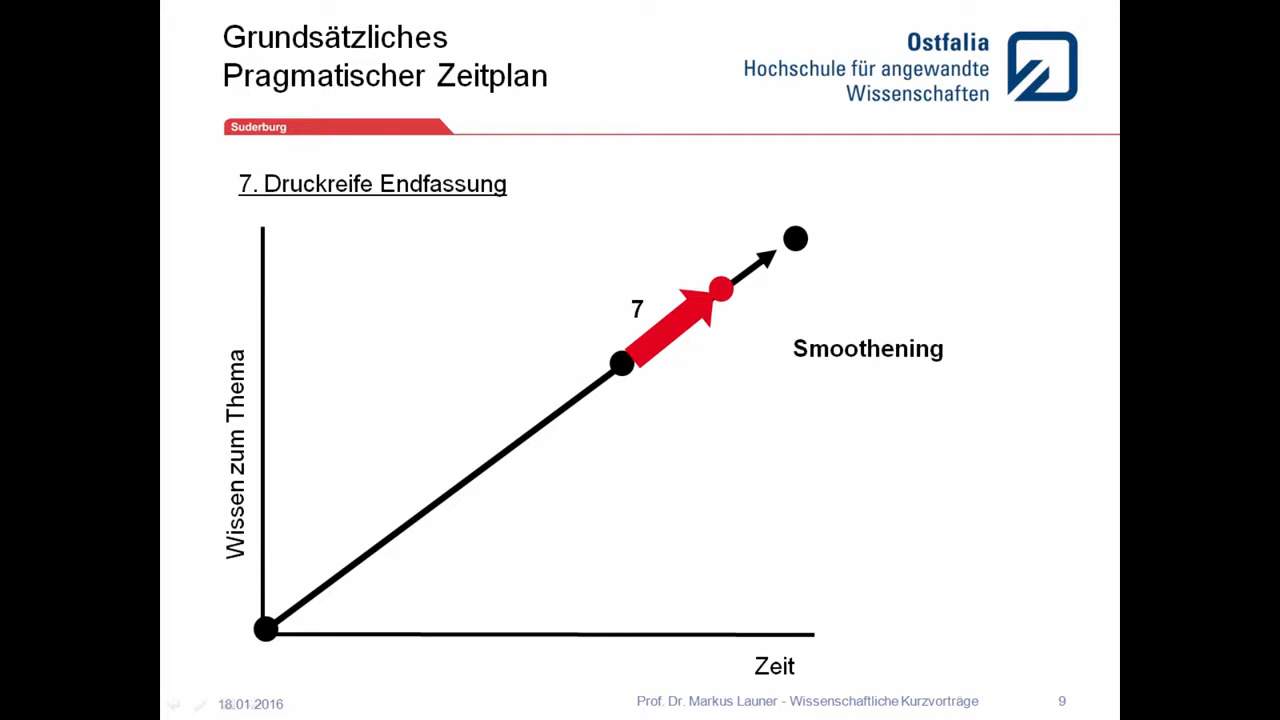 Grundsätzliches
Pragmatischer Zeitplan
Ostfalia
Hochschule für angewandte
Wissenschaften
Suderburg
7. Druckreife Endfassung
7
Smoothening
Wissen zum Thema
Zeit
18.01.2016
Prof. Dr. Markus Launer - Wissenschaftliche Kurzvorträge
9